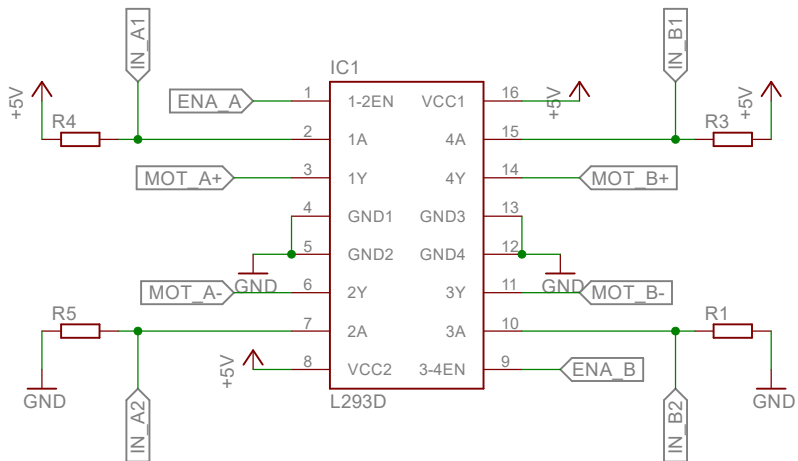 IN_A1
IN_B1
IC1
+5V
ENA_A
1
1-2EN
VCC1
16
+5V
+5V
R4
2
1A
4A
15
R3
MOT_A+
3
1Y
4Y
14
MOT_B+
4
GND1
GND3
13
5
GND2
GND4
12
GND
GND
MOT_A-
6
2Y
3Y
11
MOT_B-
R5
7
2A
3A
10
R1
+5V
8
VCC2
3-4EN
9
ENA_B
GND
L293D
GND
IN_A2
IN_B2